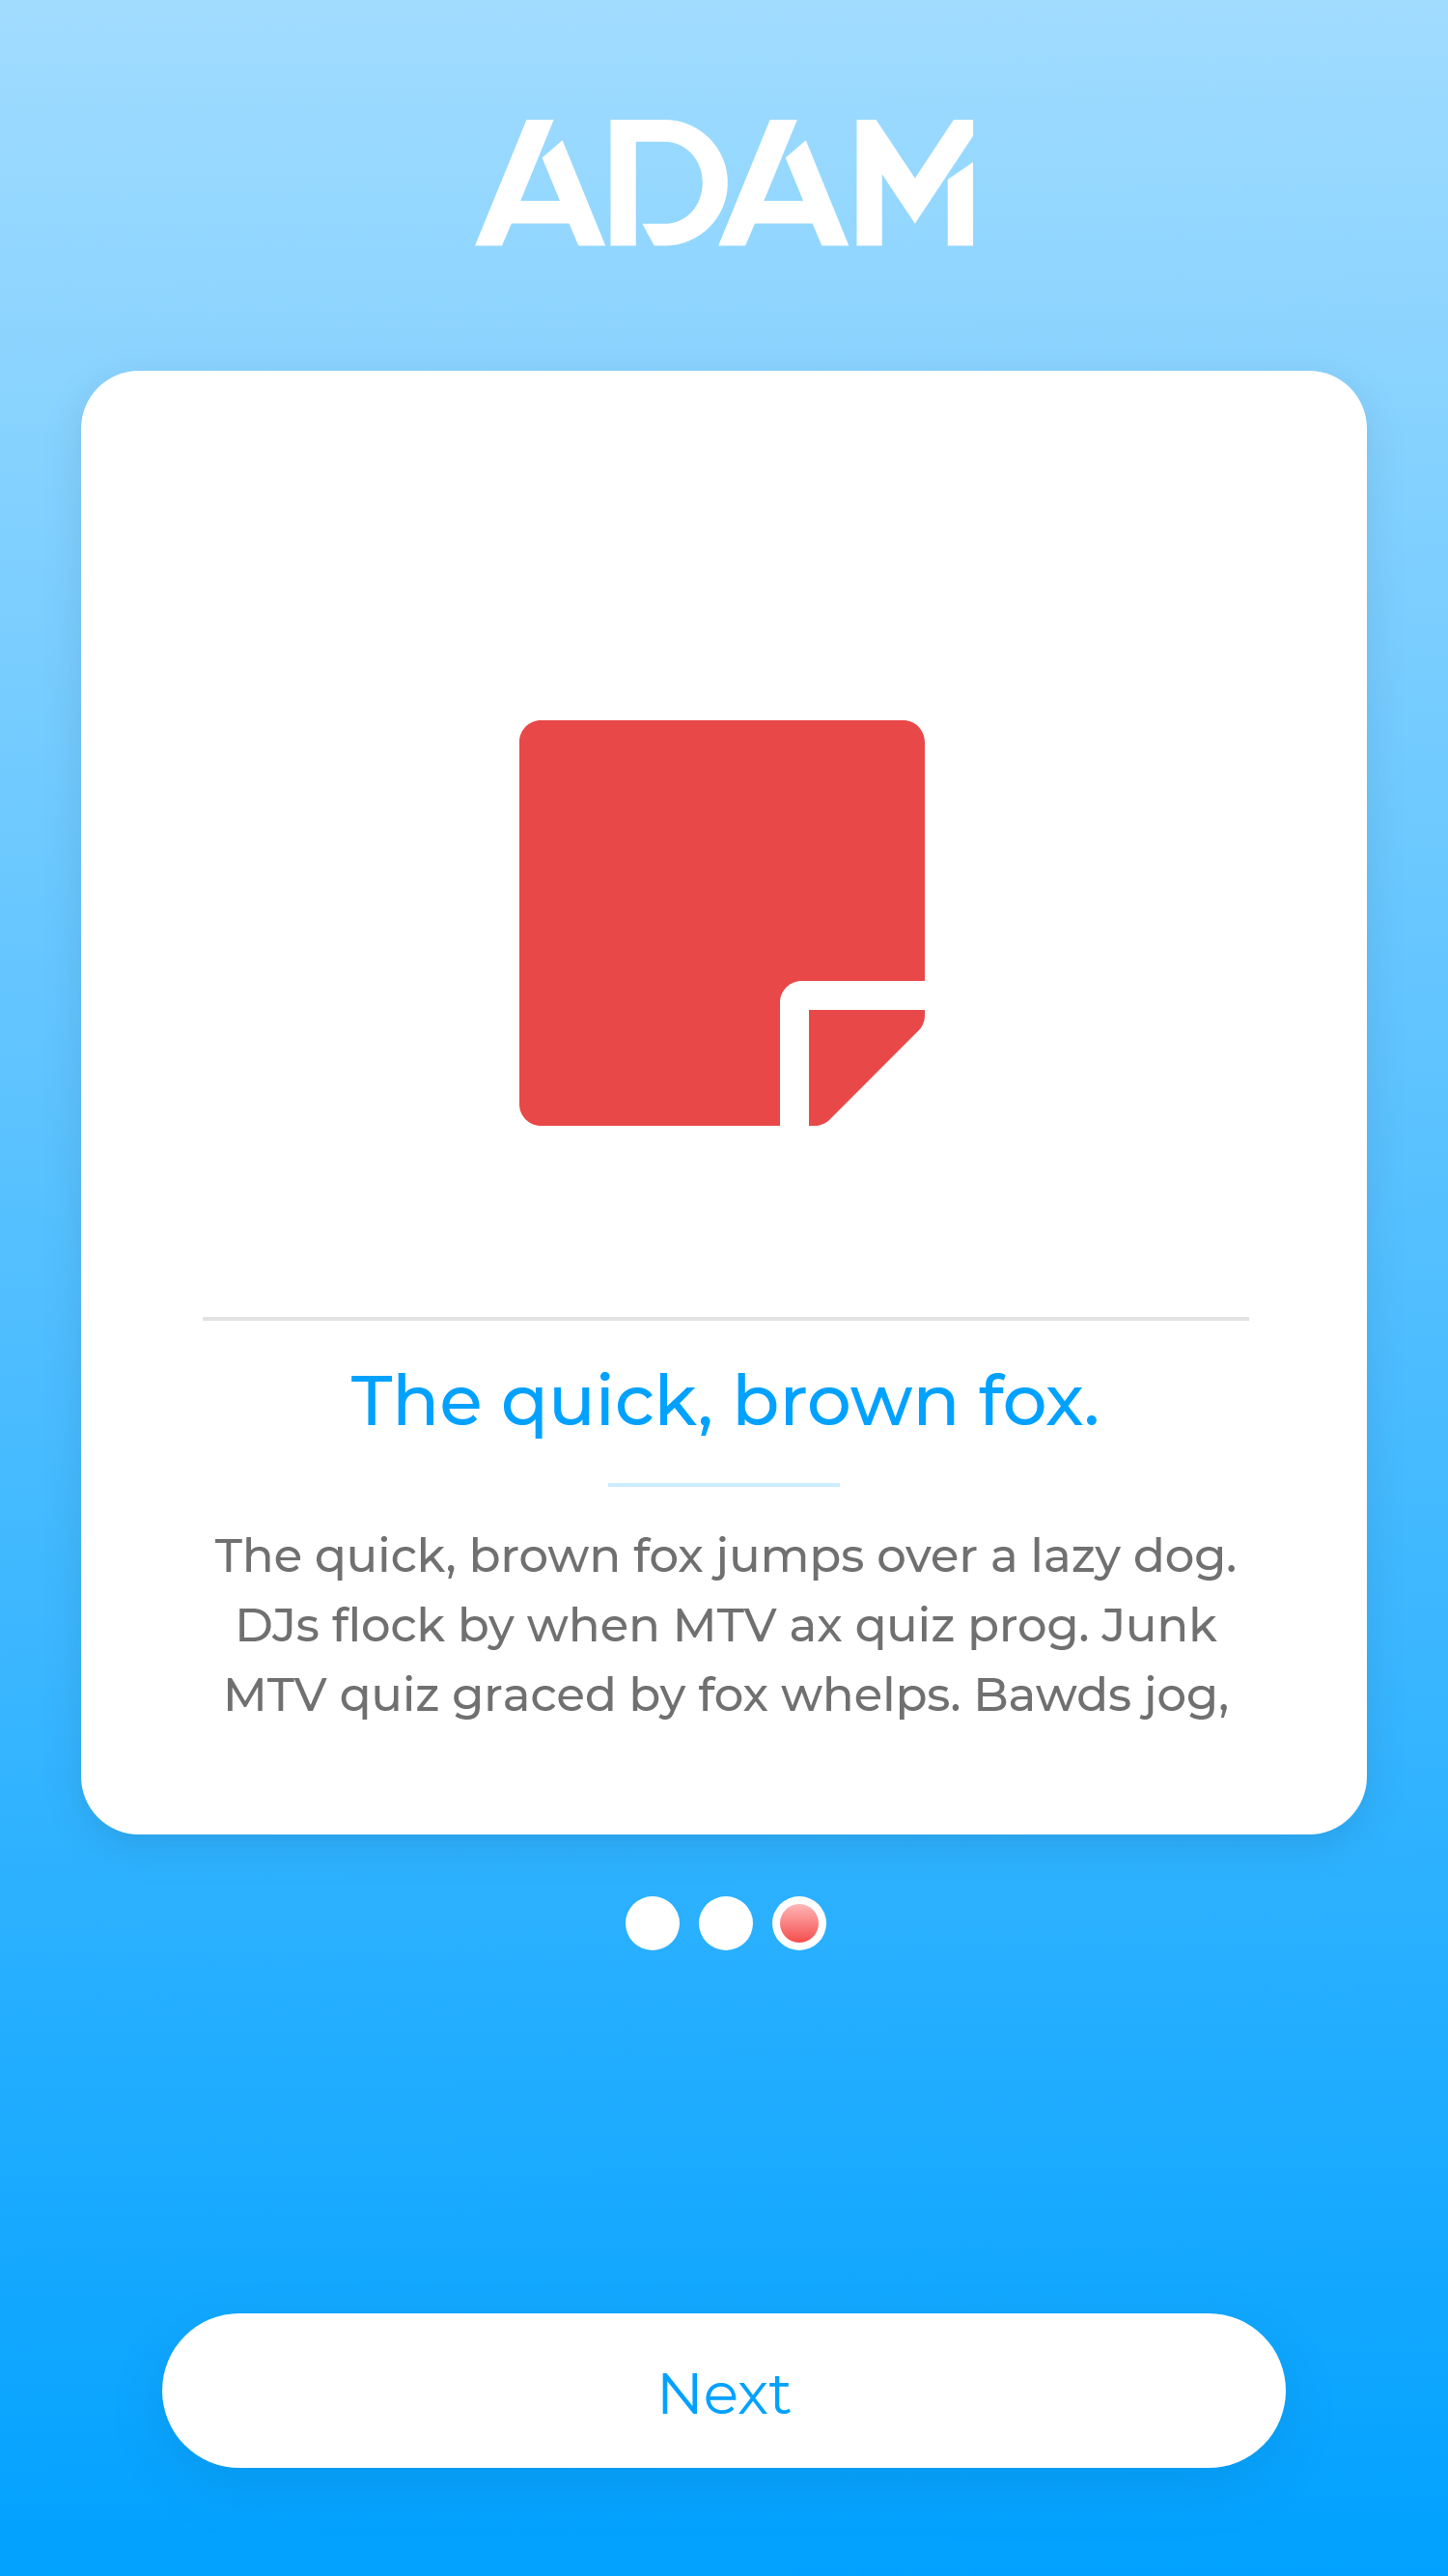 ADAM
The quick, brown fox.
The quick, brown fox jumps over a lazy dog.
DJs flock by when MTV ax quiz prog. Junk
MTV quiz graced by fox whelps. Bawds jog,
Next